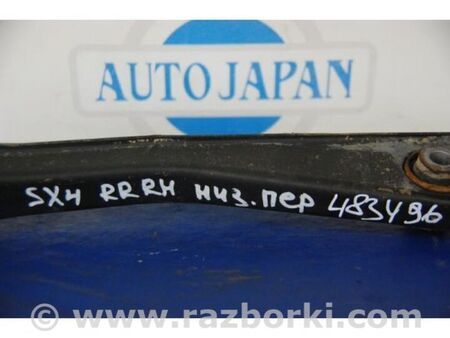 AUTO JAPAN
SX4 RRRH низ.пер 483496
© www.razborki.com